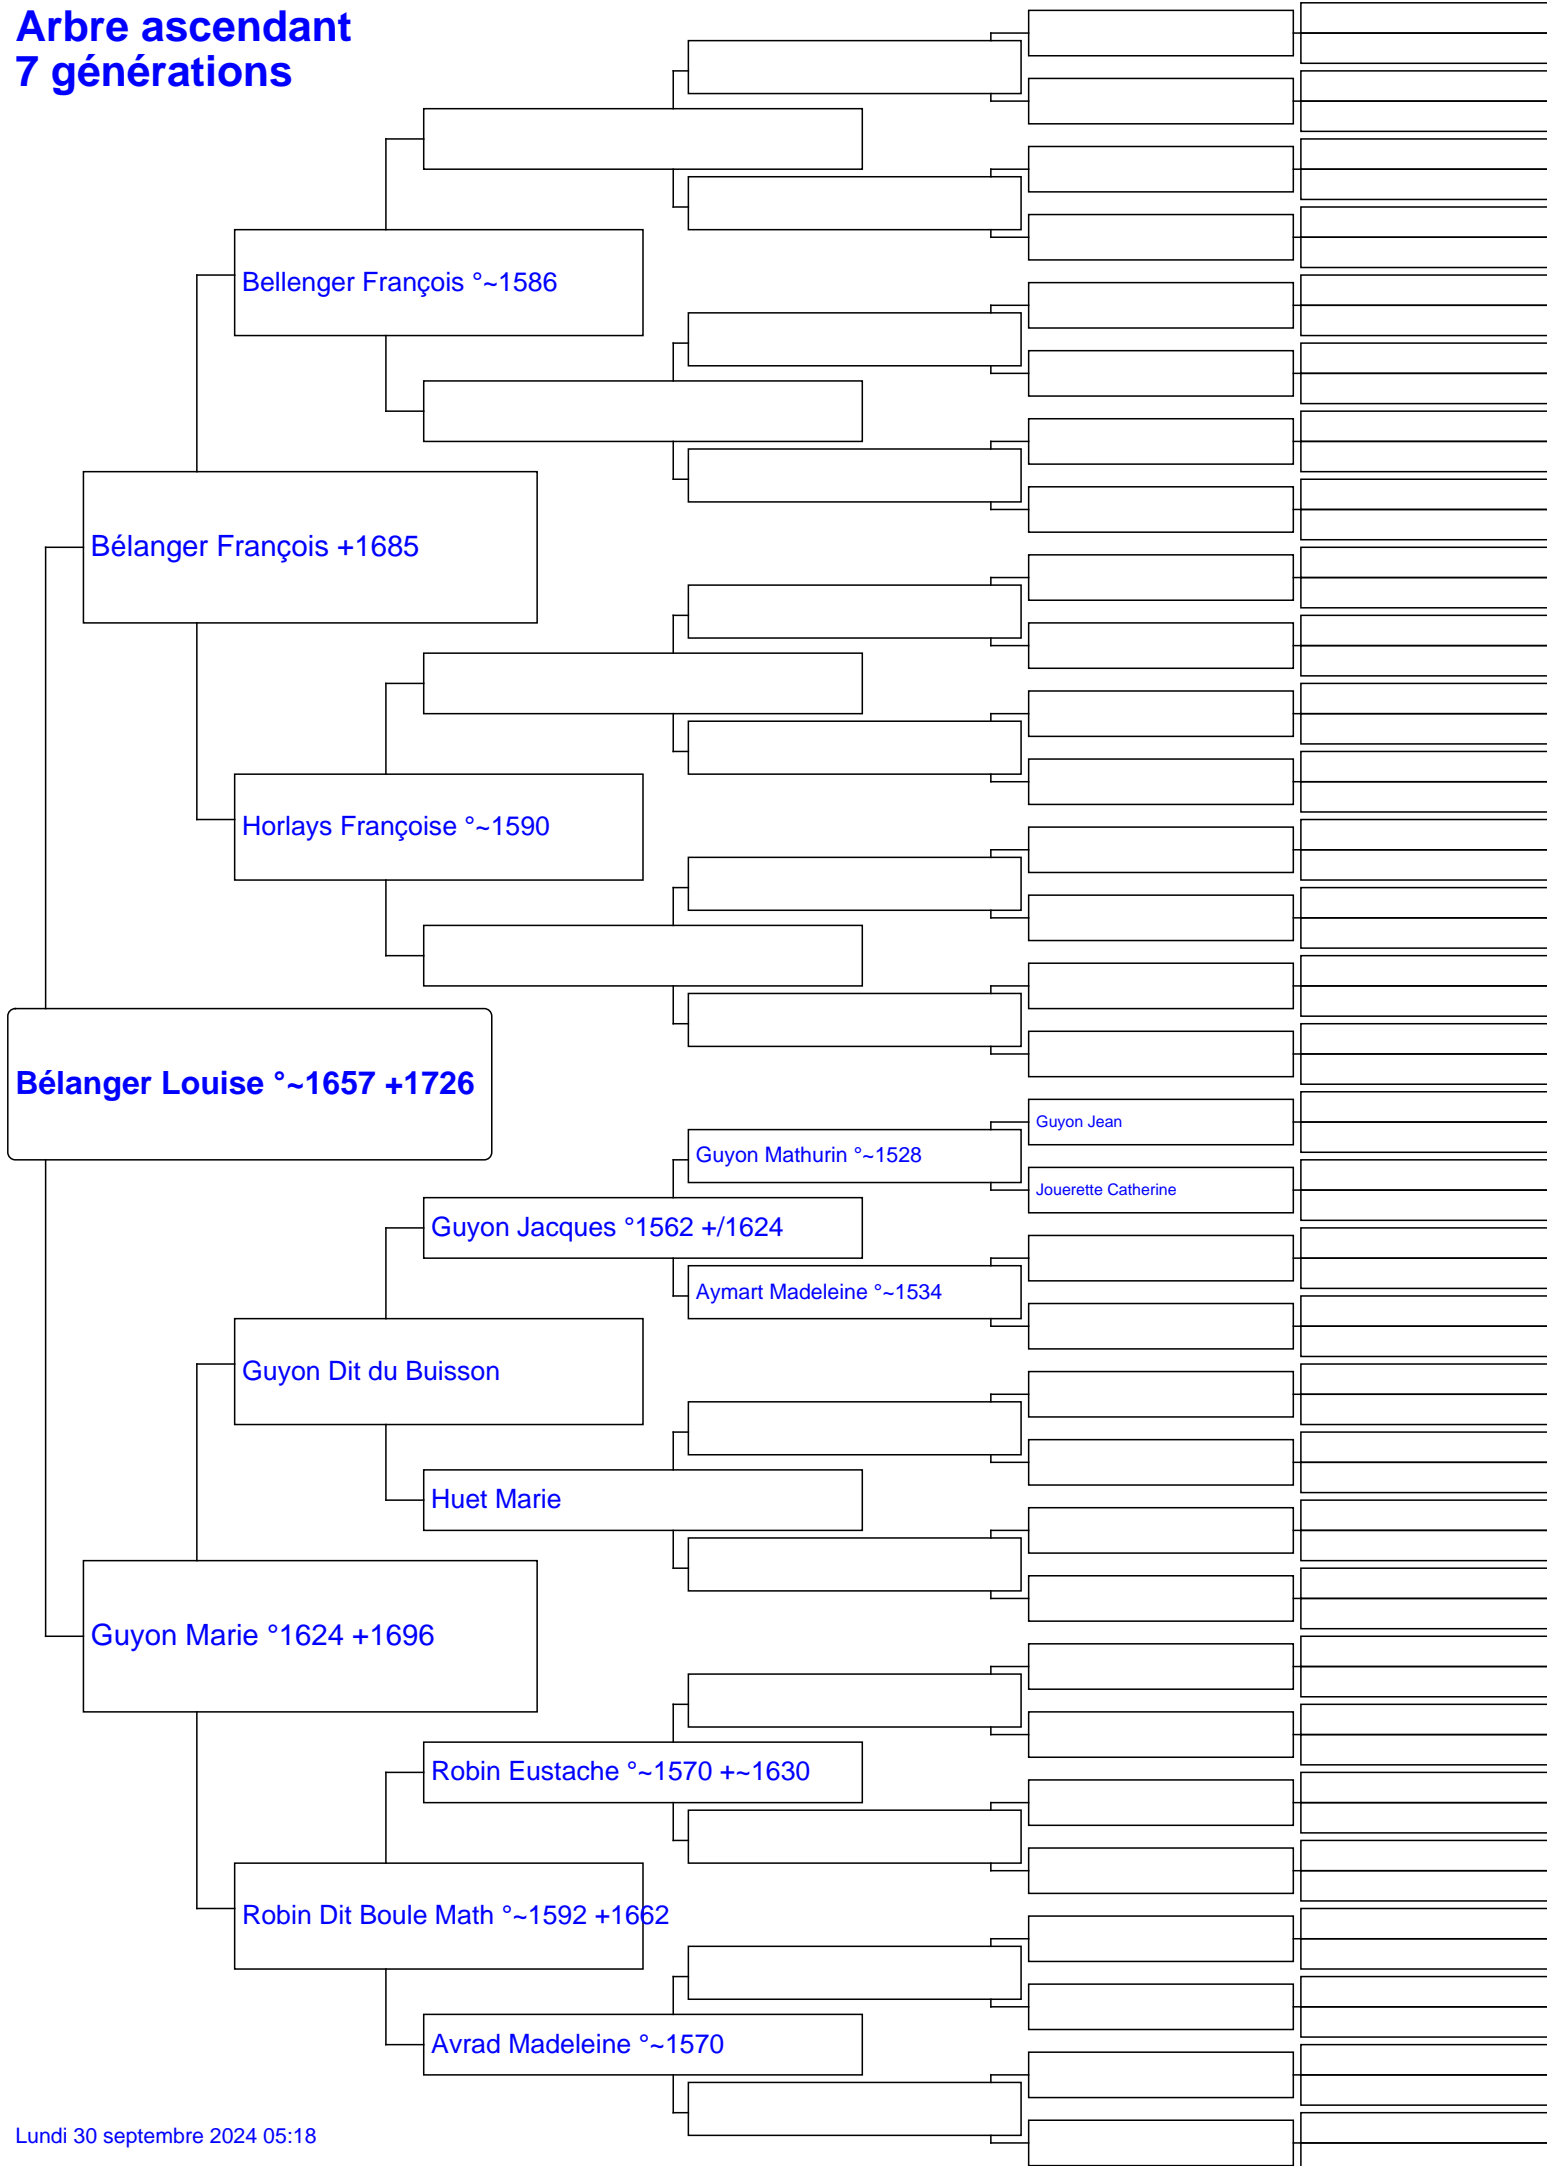 Arbre ascendant
7 générations
Bellenger François °~1586
Bélanger François +1685
Horlays Françoise °~1590
Bélanger Louise °~1657 +1726
Guyon Jean
Guyon Mathurin °~1528
Jouerette Catherine
Guyon Jacques °1562 +/1624
Aymart Madeleine °~1534
Guyon Dit du Buisson
Huet Marie
Guyon Marie °1624 +1696
Robin Eustache °~1570 +~1630
Robin Dit Boule Math °~1592 +1662
Avrad Madeleine °~1570
Lundi 30 septembre 2024 05:18